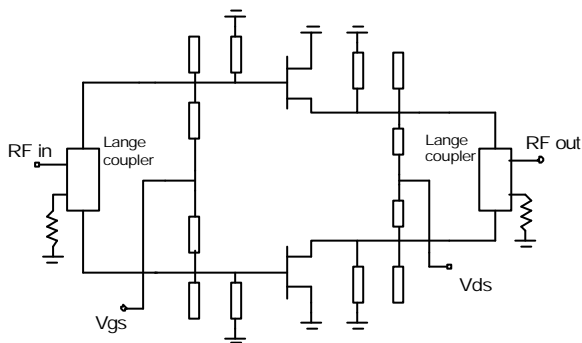 Lange
coupler
RF in
Lange
coupler
RF out
Vgs
Vds